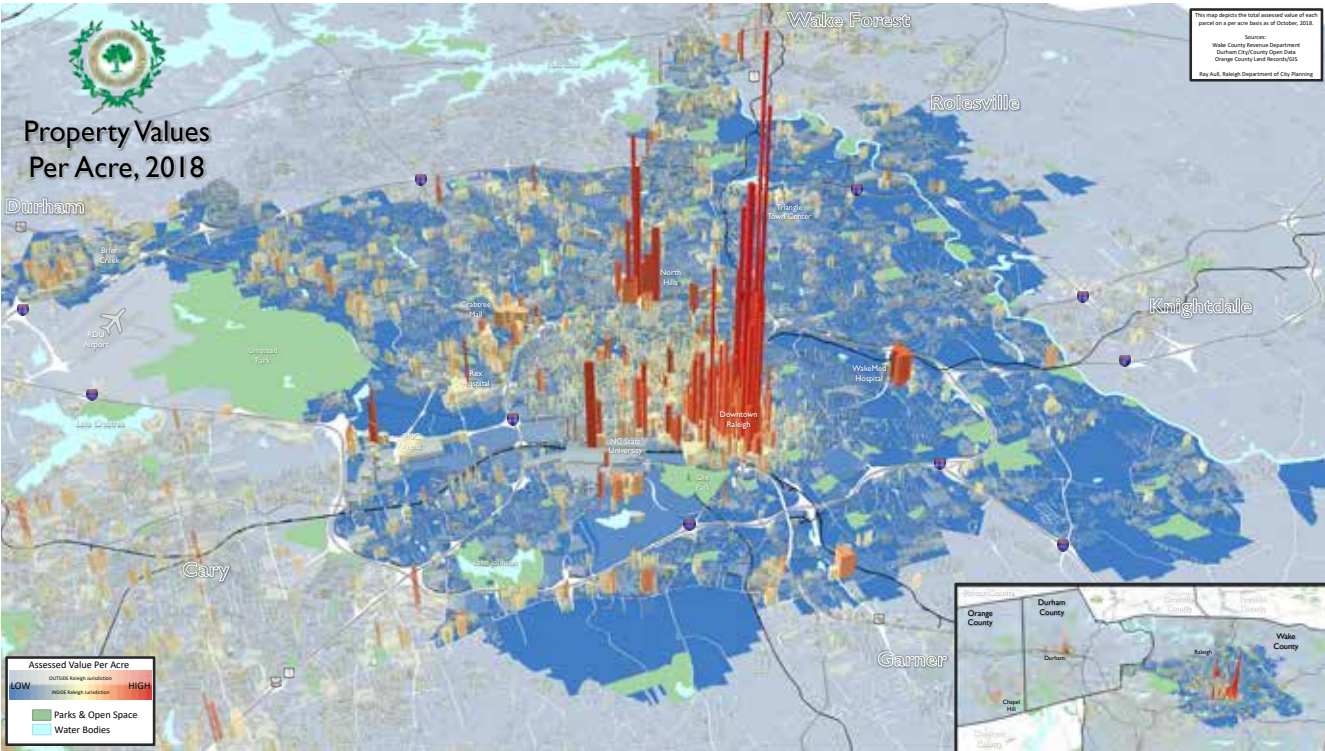 Property Values
Per Acre, 2018
Wake Forest
Rolesville
Durham
Knightdale
Cary
Garner
This map depicts the total assessed value of each
parcel on a per acre basis as of October, 2018.
Sources:
Wake County Revenue Department
Durham City/County Open Data
Orange County Land Records/GIS
Ray Aull, Raleigh Department of City Planning
Triangle
Town Center
Brier
Creek
North
Hills
Crabtree
Mall
RDU
Airport
Umstead
Park
Rex
Hospital
WakeMed
Hospital
Lake Crabtree
Downtown
Raleigh
NC State
University
Dix
Park
Lake Johnson
Assessed Value Per Acre
OUTSIDE Raleigh Jurisdiction
LOW
HIGH
INSIDE Raleigh Jurisdiction
Parks & Open Space
Water Bodies
Orange
County
Durham
County
Wake
County
Durham
Raleigh
Chapel
Hill